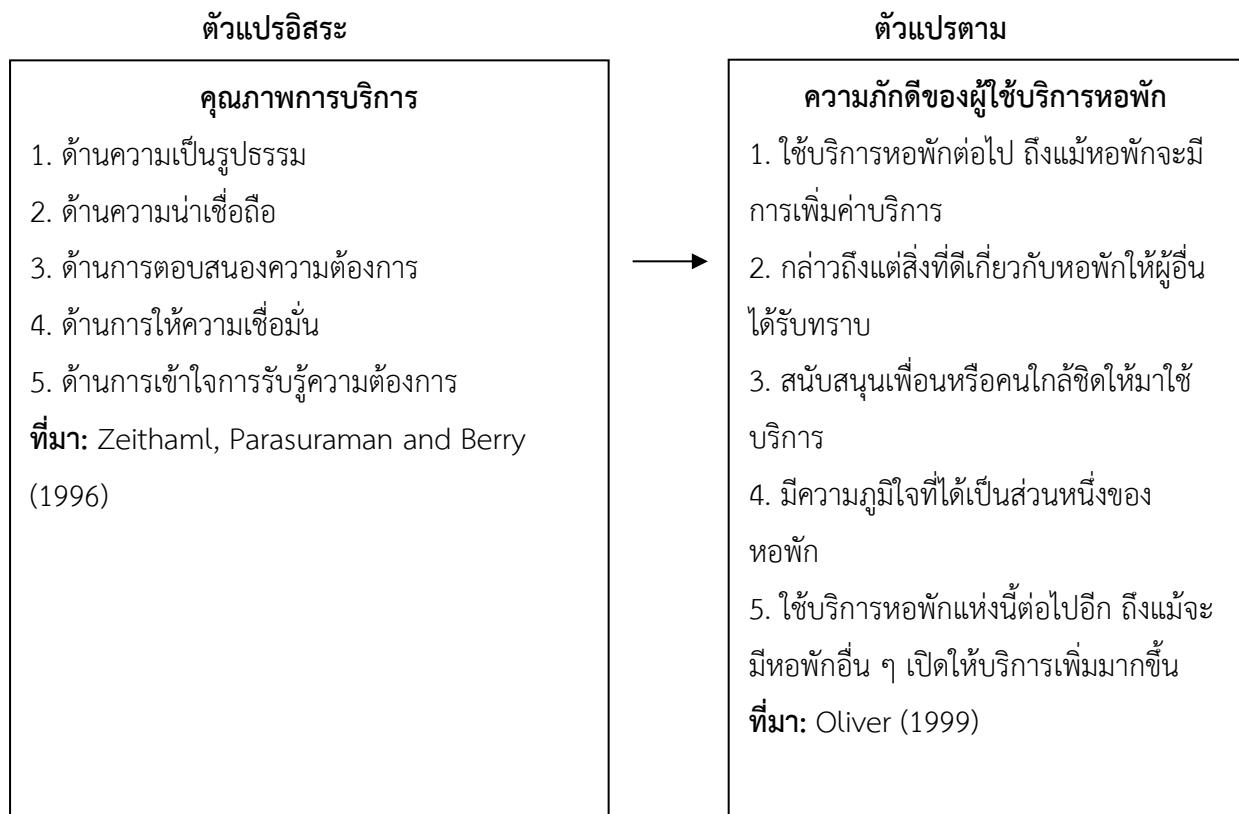 ตัวแปรอิสระ
คุณภาพการบริการ
1. ด้านความเป็นรูปธรรม
2. ด้านความน่าเชื่อถือ
3. ด้านการตอบสนองความต้องการ
4. ด้านการให้ความเชื่อมั่น
5. ด้านการเข้าใจการรับรู้ความต้องการ
ที่มา: Zeithaml, Parasuraman and Berry
(1996)
ตัวแปรตาม
ความภักดีของผู้ใช้บริการหอพัก
1. ใช้บริการหอพักต่อไป ถึงแม้หอพักจะมี
การเพิ่มค่าบริการ
2. กล่าวถึงแต่สิ่งที่ดีเกี่ยวกับหอพักให้ผู้อื่น
ได้รับทราบ
3. สนับสนุนเพื่อนหรือคนใกล้ชิดให้มาใช้
บริการ
4. มีความภูมิใจที่ได้เป็นส่วนหนึ่งของ
หอพัก
5. ใช้บริการหอพักแห่งนี้ต่อไปอีก ถึงแม้จะ
มีหอพักอื่น ๆ เปิดให้บริการเพิ่มมากขึ้น
ที่มา: Oliver (1999)